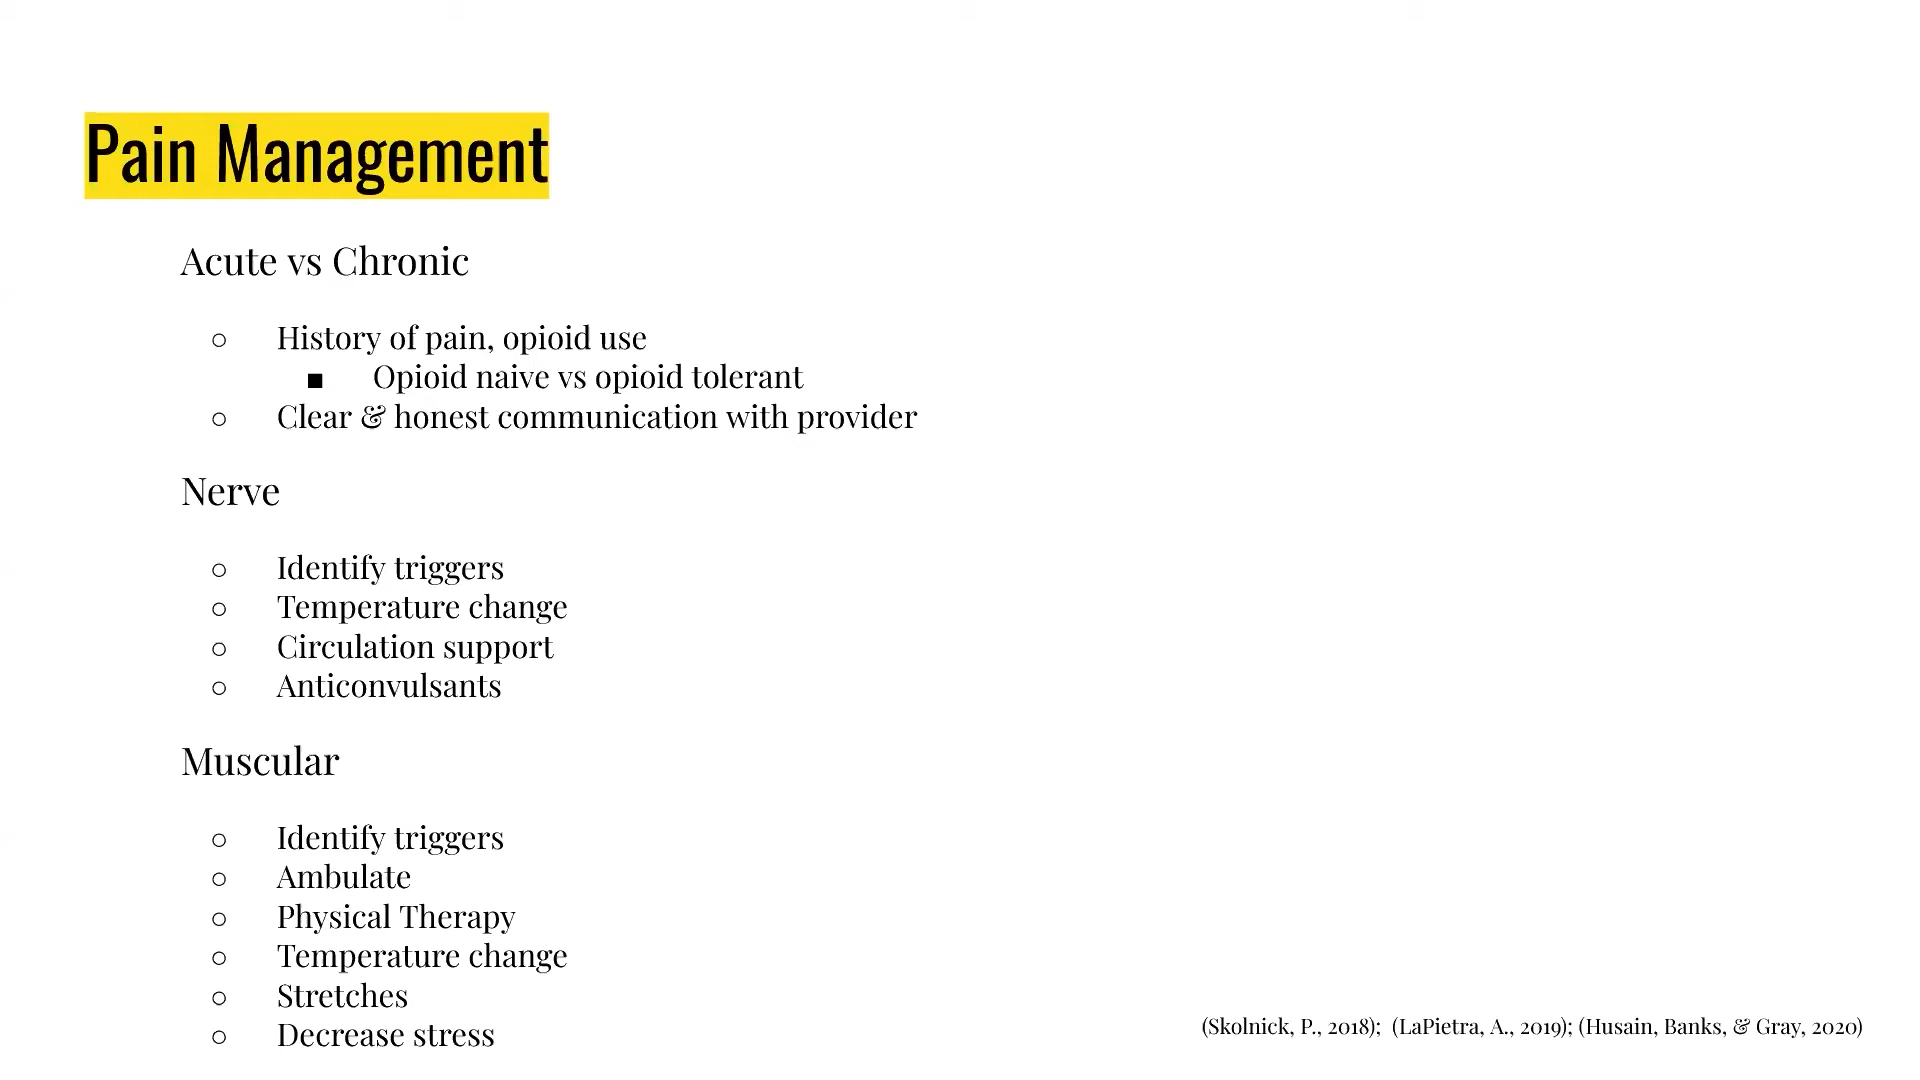 Pain Management
Acute vs Chronic
○ History of pain, opioid use
■ Opioid naive vs opioid tolerant
○ Clear & honest communication with provider
Nerve
○ Identify triggers
○ Temperature change
○ Circulation support
○ Anticonvulsants
Muscular
○ Identify triggers
○ Ambulate
○ Physical Therapy
○ Temperature change
○ Stretches
○ Decrease stress
(Skolnick, P., 2018); (LaPietra, A., 2019); (Husain, Banks, & Gray, 2020)